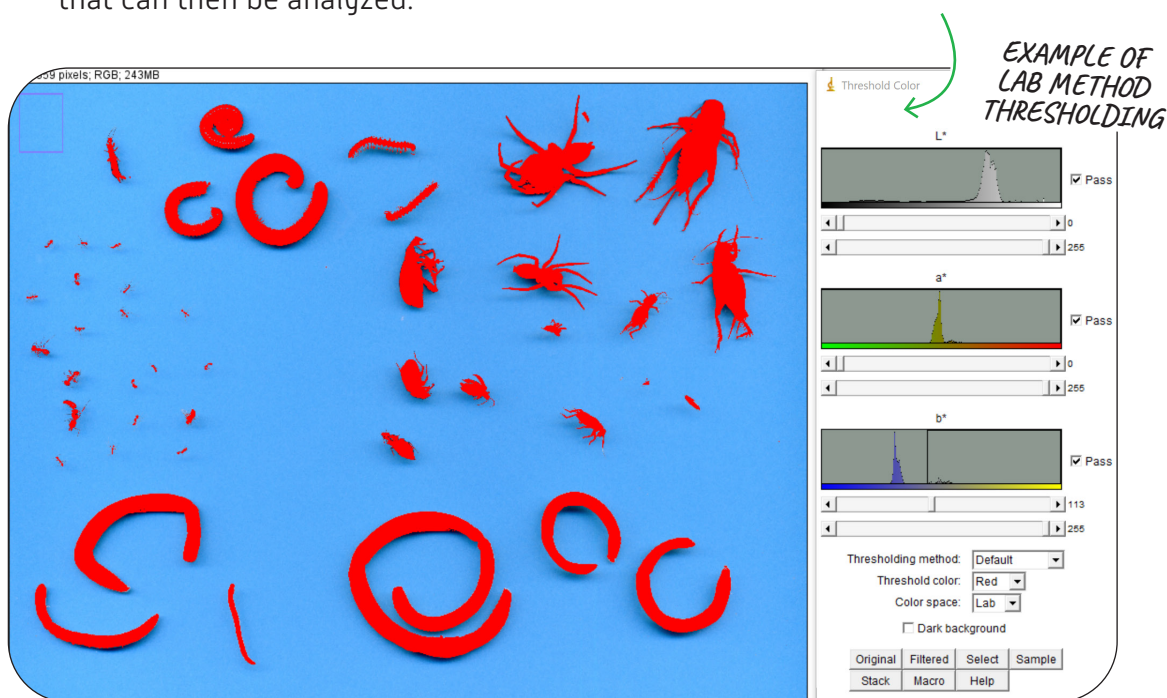 that can then be analyzed.
EXAMPLE OF
LAB METHOD
THRESHOLDING
pixels; RGB; 243MB
Threshold Color
L*
Pass
0
255
a*
Pass
0
255
b*
Pass
113
255
Thresholding method: Default
Threshold color: Red
Color space: Lab
Dark background
Original Filtered Select Sample
Stack Macro Help